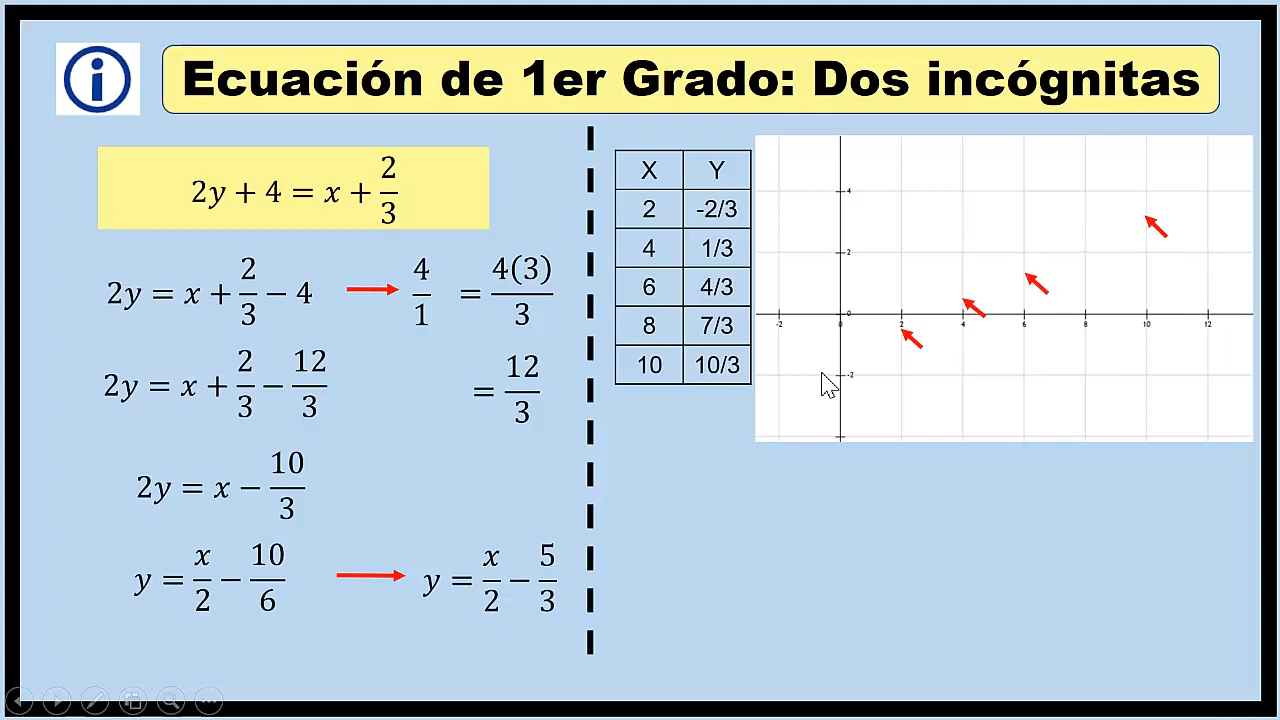 i
Ecuación de 1er Grado: Dos incógnitas
2y + 4 = x + 2/3
2y = x + 2/3 − 4
4/1 = 4(3)/3
2y = x + 2/3 − 12/3
= 12/3
2y = x − 10/3
y = x/2 − 10/6
y = x/2 − 5/3
X Y
2 -2/3
4 1/3
6 4/3
8 7/3
10 10/3
4
2
0
-2 0 2 4 6 8 10 12
-2